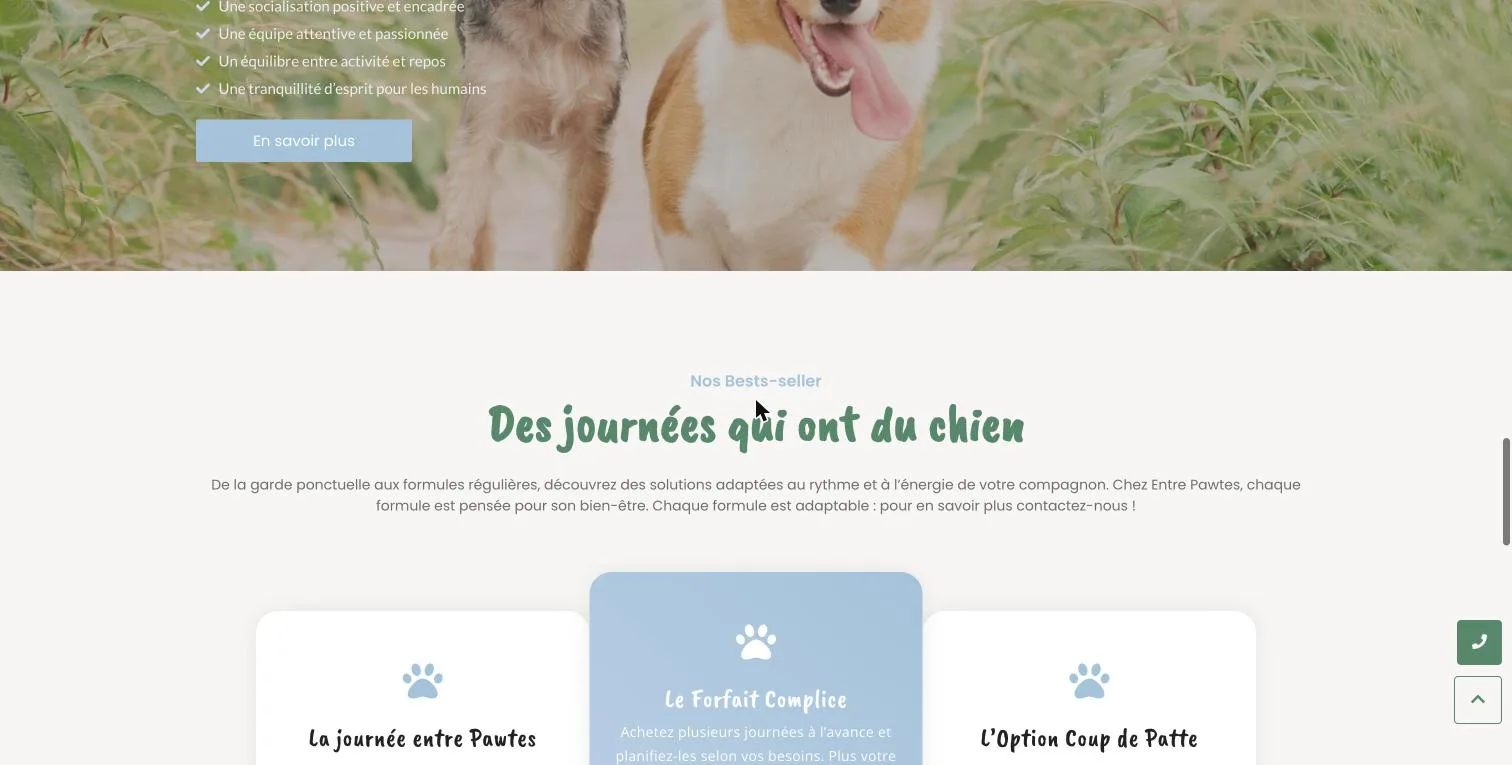 Une socialisation positive et encadrée
Une équipe attentive et passionnée
Un équilibre entre activité et repos
Une tranquillité d'esprit pour les humains
En savoir plus
Nos Bests-seller
Des journées qui ont du chien
De la garde ponctuelle aux formules régulières, découvrez des solutions adaptées au rythme et à l'énergie de votre compagnon. Chez Entre Pawtes, chaque
formule est pensée pour son bien-être. Chaque formule est adaptable : pour en savoir plus contactez-nous !
La journée entre Pawtes
Le Forfait Complice
Achetez plusieurs journées à l'avance et
planifiez-les selon vos besoins. Plus votre
L'Option Coup de Patte